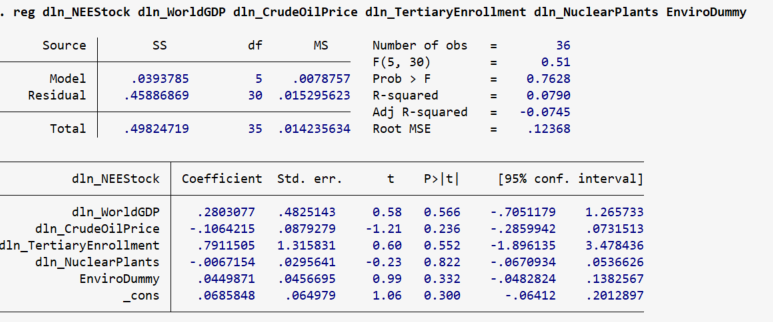 . reg dln_NEEStock dln_WorldGDP dln_CrudeOilPrice dln_TertiaryEnrollment dln_NuclearPlants EnviroDummy
Source SS df MS Number of obs = 36
F(5, 30) = 0.51
Model .0393785 5 .0078757 Prob > F = 0.7628
Residual .45886869 30 .015295623 R-squared = 0.0790
Adj R-squared = -0.0745
Total .49824719 35 .014235634 Root MSE = .12368
dln_NEEStock Coefficient Std. err. t P>|t| [95% conf. interval]
dln_WorldGDP .2803077 .4825143 0.58 0.566 -.7051179 1.265733
dln_CrudeOilPrice -.1064215 .0879279 -1.21 0.236 -.2859942 .0731513
dln_TertiaryEnrollment .7911505 1.315831 0.60 0.552 -1.896135 3.478436
dln_NuclearPlants -.0067154 .0295641 -0.23 0.822 -.0670934 .0536626
EnviroDummy .0449871 .0456695 0.99 0.332 -.0482824 .1382567
_cons .0685848 .064979 1.06 0.300 -.06412 .2012897